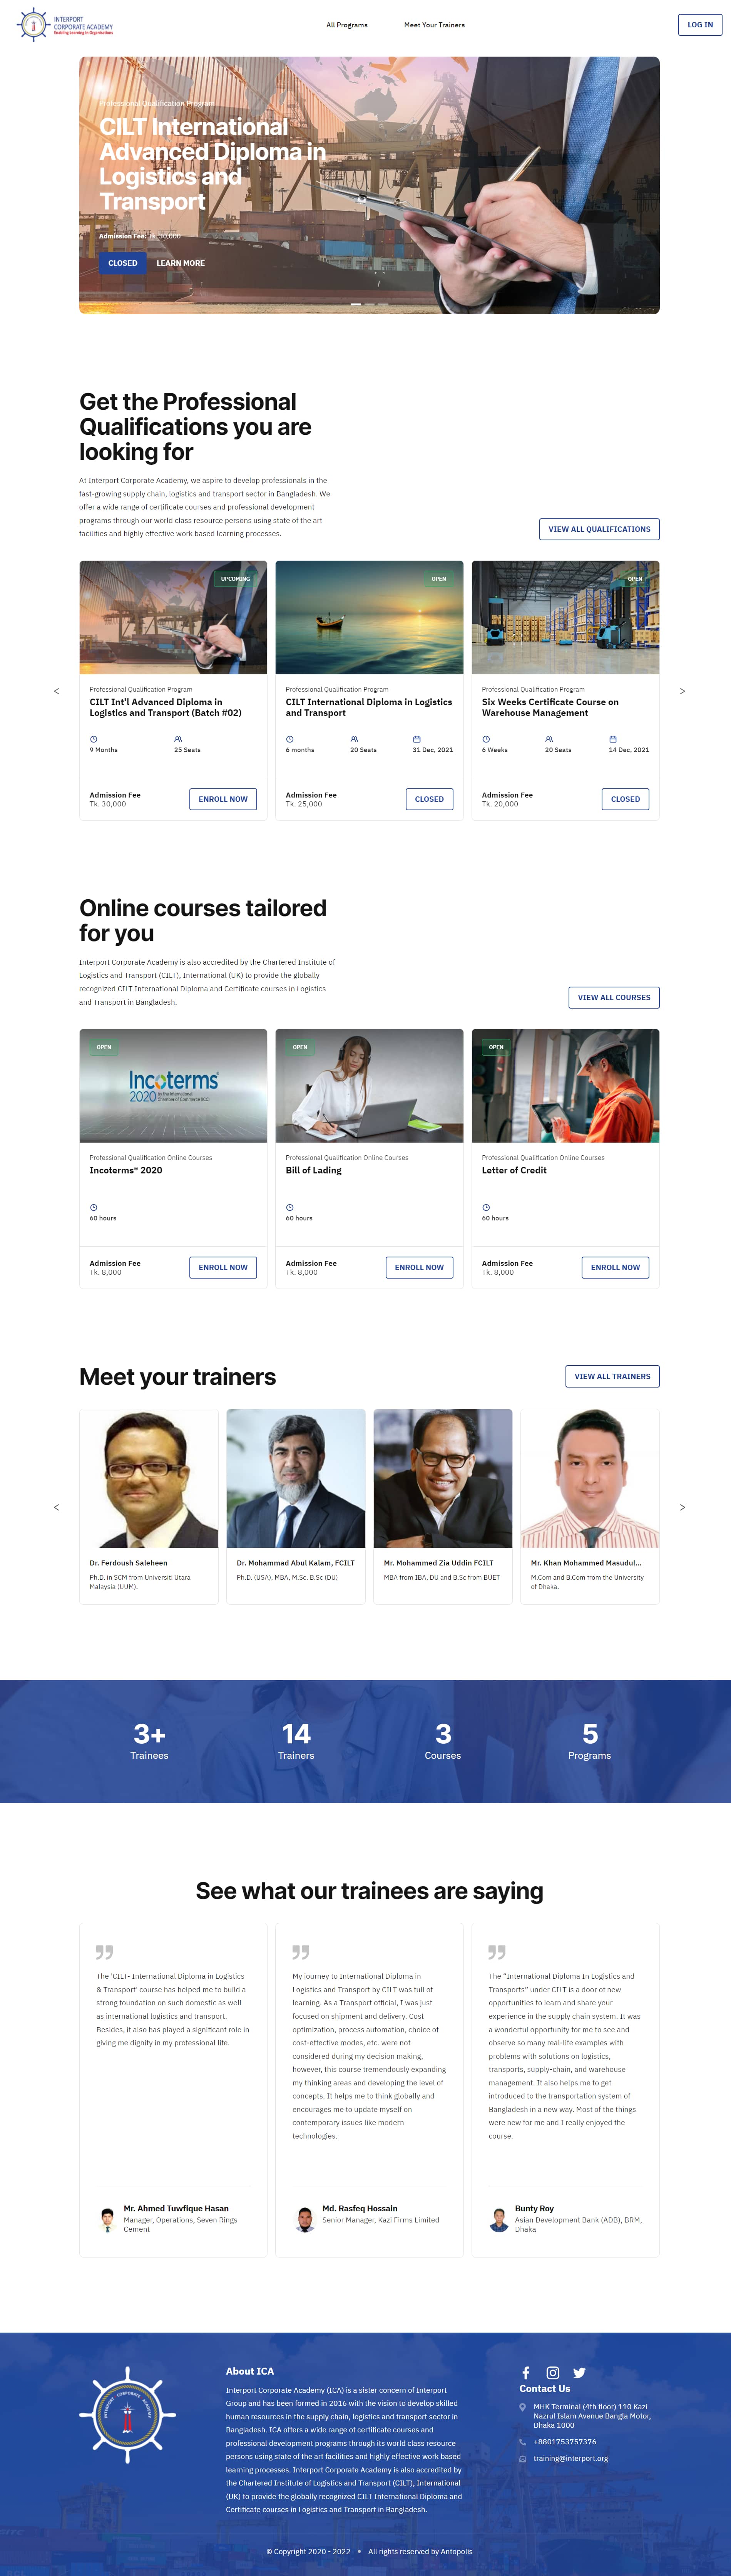 INTERPORT
CORPORATE ACADEMY
Enabling Learning in Organisations
All Programs
Meet Your Trainers
LOG IN
Professional Qualification Program
CILT International
Advanced Diploma in
Logistics and
Transport
Admission Fee: Tk. 30,000
CLOSED
LEARN MORE
Get the Professional
Qualifications you are
looking for
At Interport Corporate Academy, we aspire to develop professionals in the
fast-growing supply chain, logistics and transport sector in Bangladesh. We
offer a wide range of certificate courses and professional development
programs through our world class resource persons using state of the art
facilities and highly effective work based learning processes.
VIEW ALL QUALIFICATIONS
<
UPCOMING
Professional Qualification Program
CILT Int'l Advanced Diploma in
Logistics and Transport (Batch #02)
9 Months
25 Seats
Admission Fee
Tk. 30,000
ENROLL NOW
OPEN
Professional Qualification Program
CILT International Diploma in Logistics
and Transport
6 months
20 Seats
31 Dec, 2021
Admission Fee
Tk. 25,000
CLOSED
OPEN
Professional Qualification Program
Six Weeks Certificate Course on
Warehouse Management
6 Weeks
20 Seats
14 Dec, 2021
Admission Fee
Tk. 20,000
CLOSED
>
Online courses tailored
for you
Interport Corporate Academy is also accredited by the Chartered Institute of
Logistics and Transport (CILT), International (UK) to provide the globally
recognized CILT International Diploma and Certificate courses in Logistics
and Transport in Bangladesh.
VIEW ALL COURSES
OPEN
Incoterms®
2020 by the International
Chamber of Commerce (ICC)
Professional Qualification Online Courses
Incoterms® 2020
60 hours
Admission Fee
Tk. 8,000
ENROLL NOW
OPEN
Professional Qualification Online Courses
Bill of Lading
60 hours
Admission Fee
Tk. 8,000
ENROLL NOW
OPEN
Professional Qualification Online Courses
Letter of Credit
60 hours
Admission Fee
Tk. 8,000
ENROLL NOW
Meet your trainers
VIEW ALL TRAINERS
<
Dr. Ferdoush Saleheen
Ph.D. in SCM from Universiti Utara
Malaysia (UUM).
Dr. Mohammad Abul Kalam, FCILT
Ph.D. (USA), MBA, M.Sc. B.Sc (DU)
Mr. Mohammed Zia Uddin FCILT
MBA from IBA, DU and B.Sc from BUET
Mr. Khan Mohammed Masudul...
M.Com and B.Com from the University
of Dhaka.
>
3+
Trainees
14
Trainers
3
Courses
5
Programs
See what our trainees are saying
The 'CILT- International Diploma in Logistics
& Transport' course has helped me to build a
strong foundation on such domestic as well
as international logistics and transport.
Besides, it also has played a significant role in
giving me dignity in my professional life.
Mr. Ahmed Tuwfique Hasan
Manager, Operations, Seven Rings
Cement
My journey to International Diploma in
Logistics and Transport by CILT was full of
learning. As a Transport official, I was just
focused on shipment and delivery. Cost
optimization, process automation, choice of
cost-effective modes, etc. were not
considered during my decision making,
however, this course tremendously expanding
my thinking areas and developing the level of
concepts. It helps me to think globally and
encourages me to update myself on
contemporary issues like modern
technologies.
Md. Rasfeq Hossain
Senior Manager, Kazi Firms Limited
The "International Diploma In Logistics and
Transports" under CILT is a door of new
opportunities to learn and share your
experience in the supply chain system. It was
a wonderful opportunity for me to see and
observe so many real-life examples with
problems with solutions on logistics,
transports, supply-chain, and warehouse
management. It also helps me to get
introduced to the transportation system of
Bangladesh in a new way. Most of the things
were new for me and I really enjoyed the
course.
Bunty Roy
Asian Development Bank (ADB), BRM,
Dhaka
INTERPORT CORPORATE ACADEMY
About ICA
Interport Corporate Academy (ICA) is a sister concern of Interport
Group and has been formed in 2016 with the vision to develop skilled
human resources in the supply chain, logistics and transport sector in
Bangladesh. ICA offers a wide range of certificate courses and
professional development programs through its world class resource
persons using state of the art facilities and highly effective work based
learning processes. Interport Corporate Academy is also accredited by
the Chartered Institute of Logistics and Transport (CILT), International
(UK) to provide the globally recognized CILT International Diploma and
Certificate courses in Logistics and Transport in Bangladesh.
Contact Us
MHK Terminal (4th floor) 110 Kazi
Nazrul Islam Avenue Bangla Motor,
Dhaka 1000
+8801753757376
training@interport.org
© Copyright 2020 - 2022
All rights reserved by Antopolis